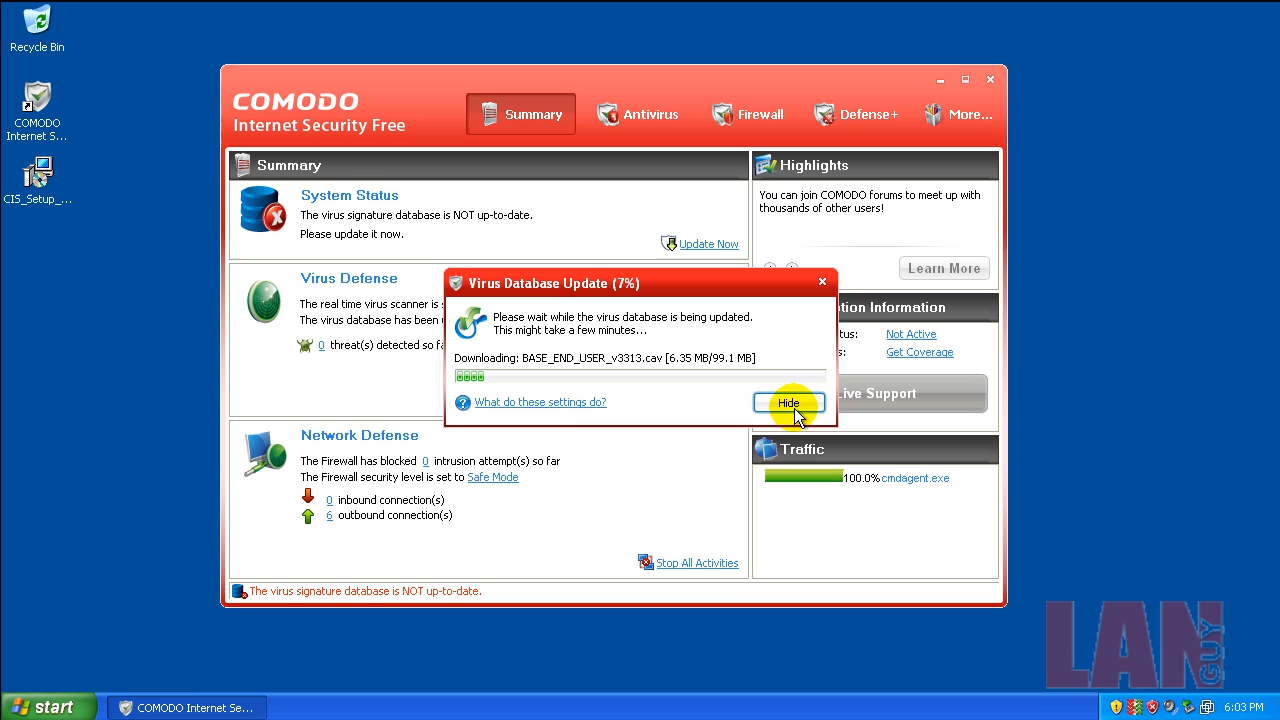 Recycle Bin
COMODO
Internet S...
CIS_Setup_...
COMODO
Internet Security Free
Summary
Antivirus
Firewall
Defense+
More...
Summary
System Status
The virus signature database is NOT up-to-date.
Please update it now.
Update Now
Virus Defense
The real time virus scanner is
The virus database has been
0 threat(s) detected so fa
Network Defense
The Firewall has blocked 0 intrusion attempt(s) so far
The Firewall security level is set to Safe Mode
0 inbound connection(s)
6 outbound connection(s)
Stop All Activities
The virus signature database is NOT up-to-date.
Highlights
You can join COMODO forums to meet up with
thousands of other users!
Learn More
tion Information
tus: Not Active
s: Get Coverage
Live Support
Traffic
100.0% cmdagent.exe
Virus Database Update (7%)
Please wait while the virus database is being updated.
This might take a few minutes...
Downloading: BASE_END_USER_v3313.cav [6.35 MB/99.1 MB]
What do these settings do?
Hide
LAN
GUY
start
COMODO Internet Se...
6:03 PM